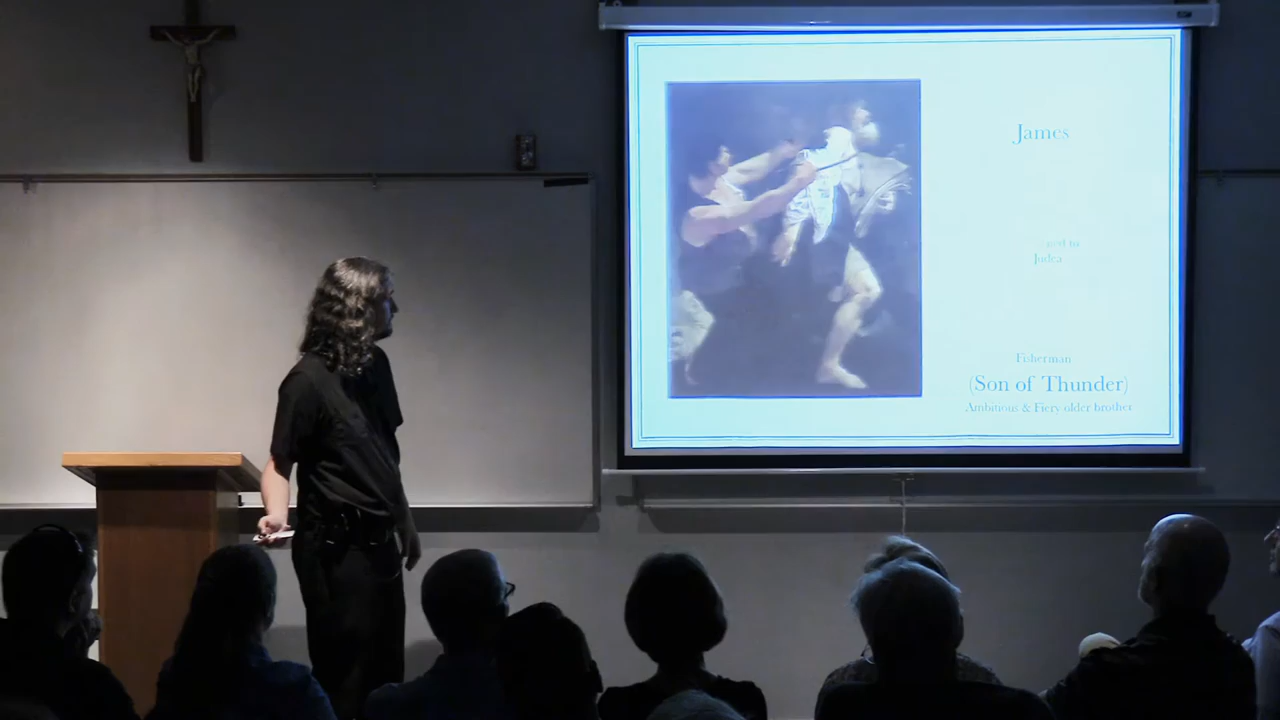 James
Judea
Fisherman
(Son of Thunder)
Ambitious & Fiery older brother